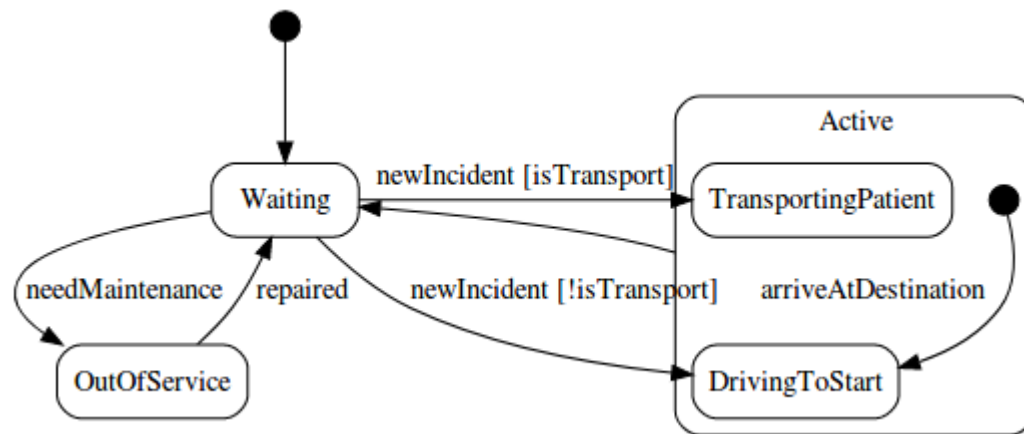 Active
newIncident [isTransport]
Waiting
TransportingPatient
needMaintenance
repaired
newIncident [!isTransport]
arriveAtDestination
OutOfService
DrivingToStart